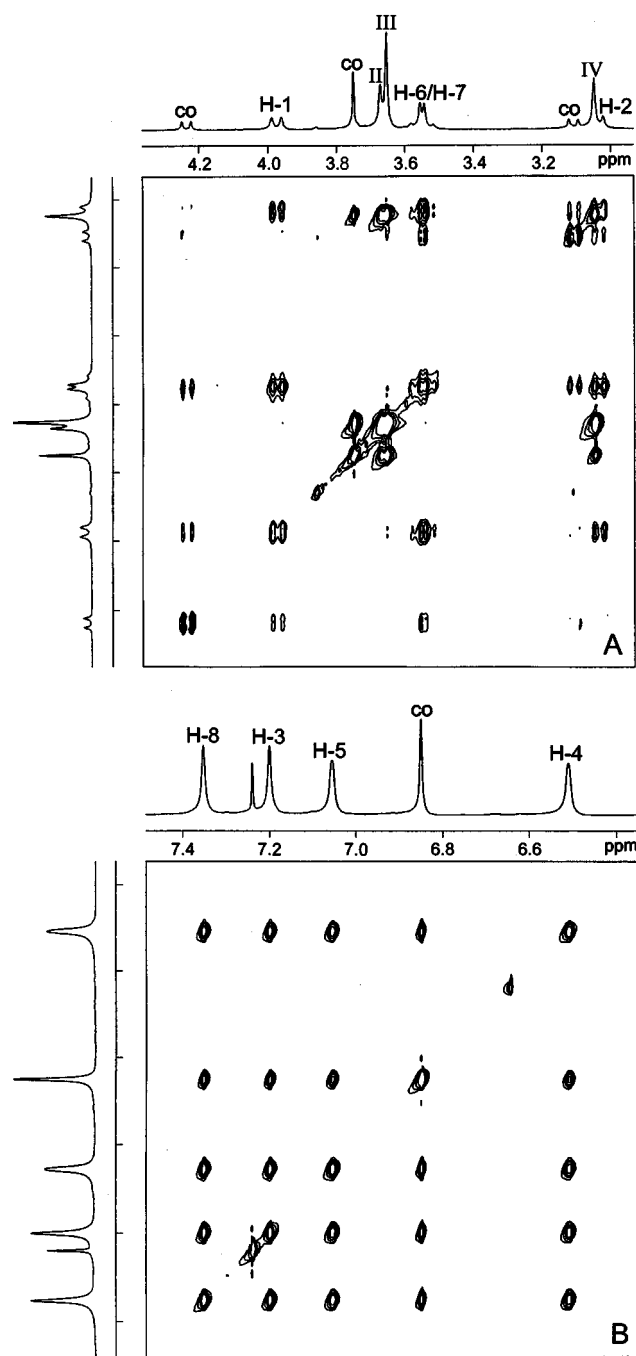 III
co II IV
co H-1 H-6/H-7 co H-2
4.2 4.0 3.8 3.6 3.4 3.2 ppm
A
co
H-8 H-3 H-5 H-4
7.4 7.2 7.0 6.8 6.6 ppm
B